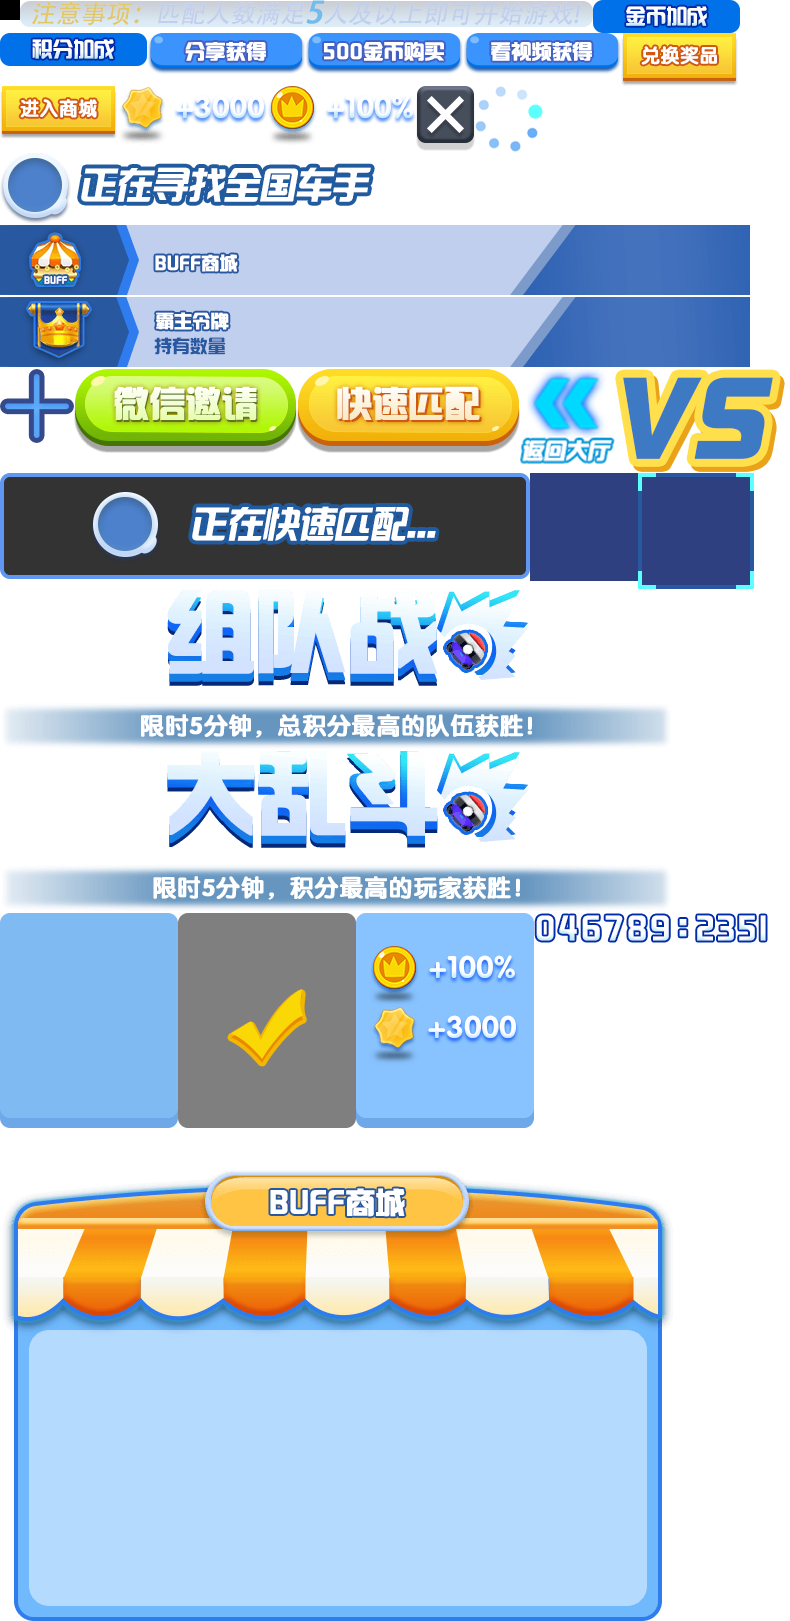 注意事项：匹配人数满足5人及以上即可开始游戏!
金币加成
积分加成
分享获得
500金币购买
看视频获得
兑换奖品
进入商城
+3000
+100%
正在寻找全国车手
BUFF
BUFF商城
霸主令牌
持有数量
微信邀请
快速匹配
返回大厅
VS
正在快速匹配...
组队战
限时5分钟，总积分最高的队伍获胜!
大乱斗
限时5分钟，积分最高的玩家获胜!
046789:2351
+100%
+3000
BUFF商城